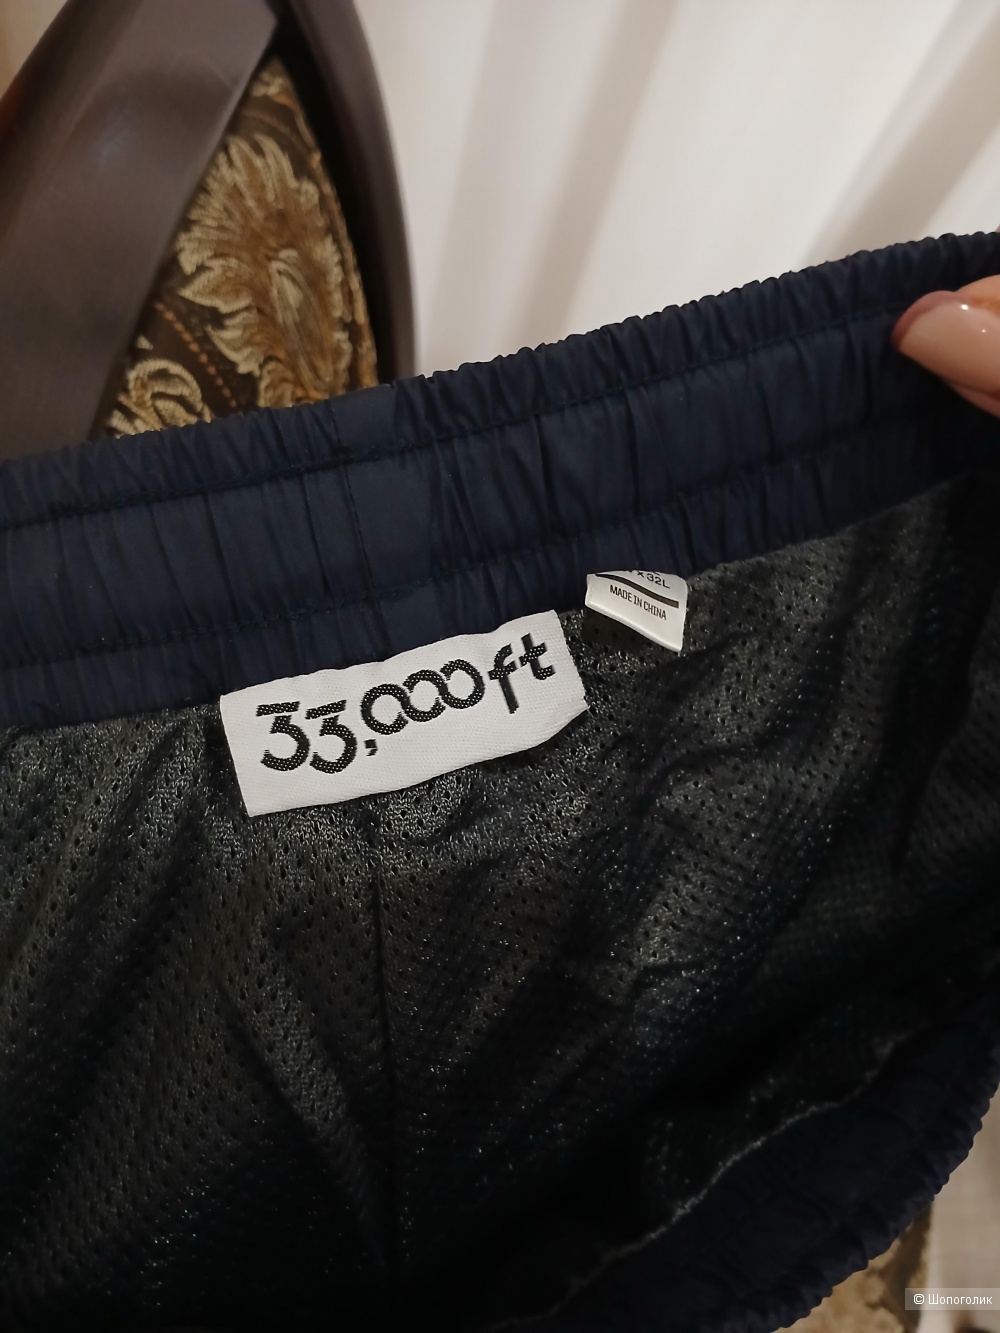 33,000ft
X 32L
MADE IN CHINA
© Шопоголик